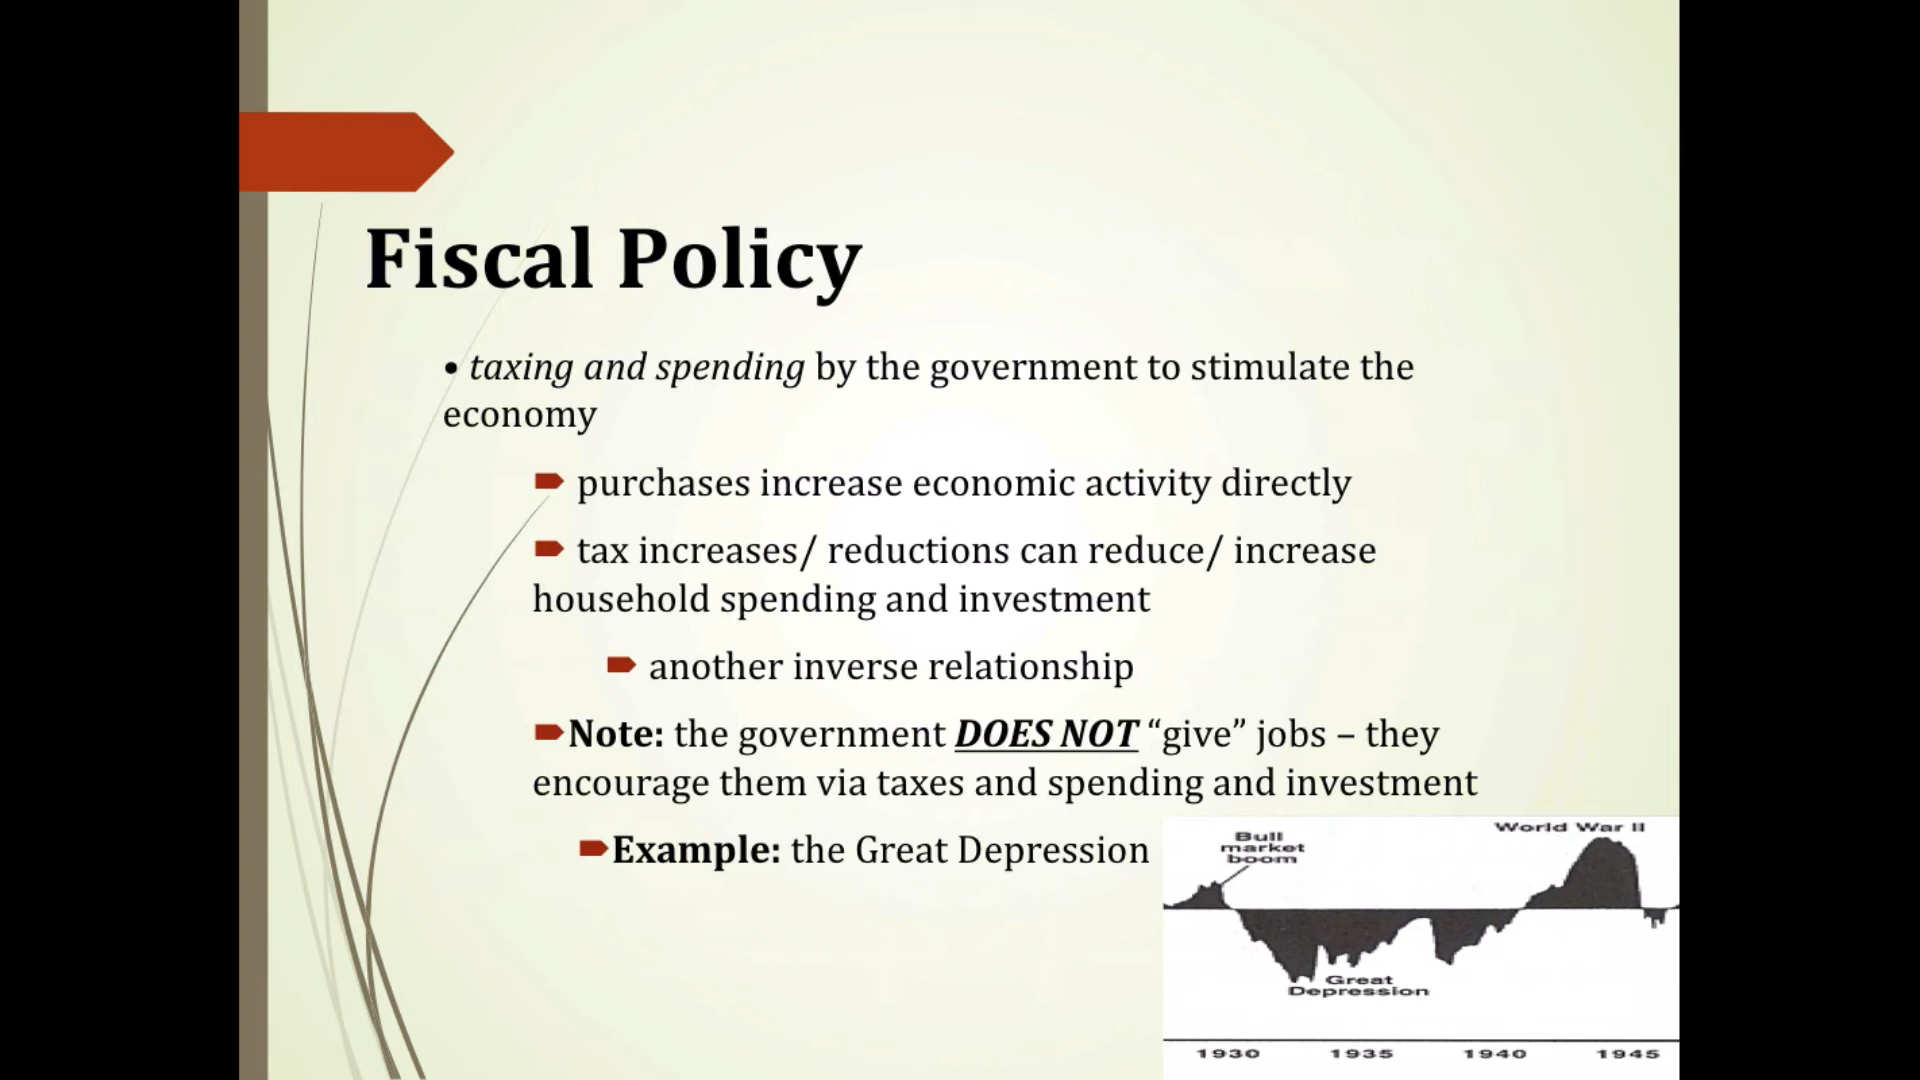 Fiscal Policy
• taxing and spending by the government to stimulate the
economy
purchases increase economic activity directly
tax increases/ reductions can reduce/ increase
household spending and investment
another inverse relationship
Note: the government DOES NOT “give” jobs – they
encourage them via taxes and spending and investment
Example: the Great Depression
Bull
market
boom
World War II
Great
Depression
1930 1935 1940 1945